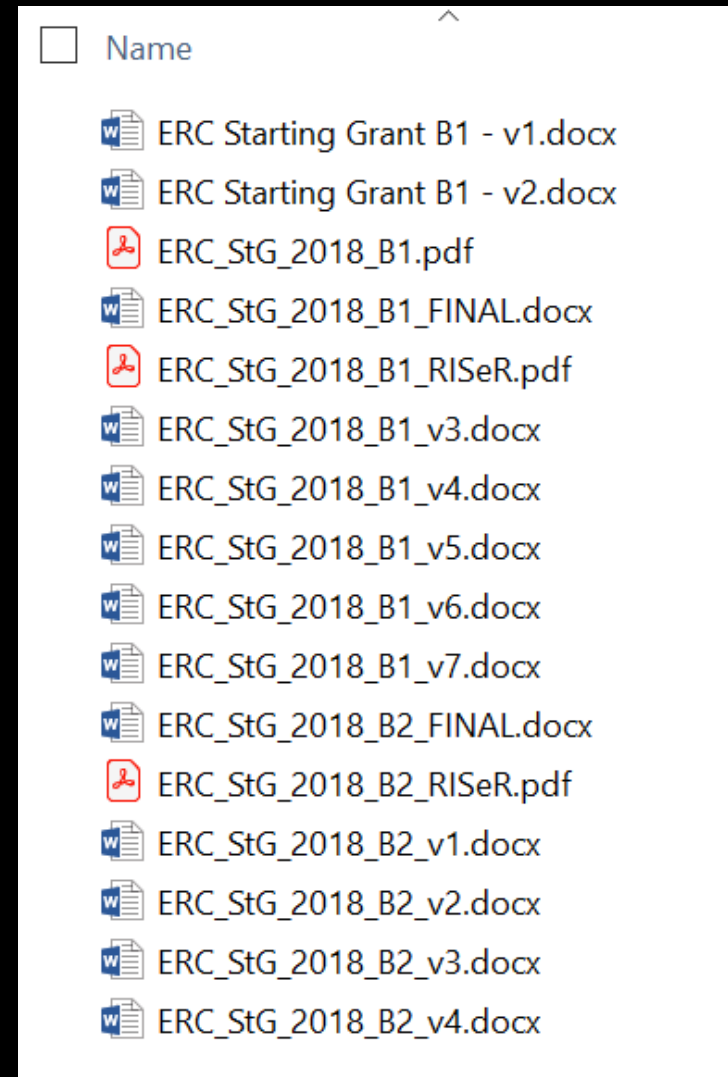 Name
ERC Starting Grant B1 - v1.docx
ERC Starting Grant B1 - v2.docx
ERC_StG_2018_B1.pdf
ERC_StG_2018_B1_FINAL.docx
ERC_StG_2018_B1_RISeR.pdf
ERC_StG_2018_B1_v3.docx
ERC_StG_2018_B1_v4.docx
ERC_StG_2018_B1_v5.docx
ERC_StG_2018_B1_v6.docx
ERC_StG_2018_B1_v7.docx
ERC_StG_2018_B2_FINAL.docx
ERC_StG_2018_B2_RISeR.pdf
ERC_StG_2018_B2_v1.docx
ERC_StG_2018_B2_v2.docx
ERC_StG_2018_B2_v3.docx
ERC_StG_2018_B2_v4.docx